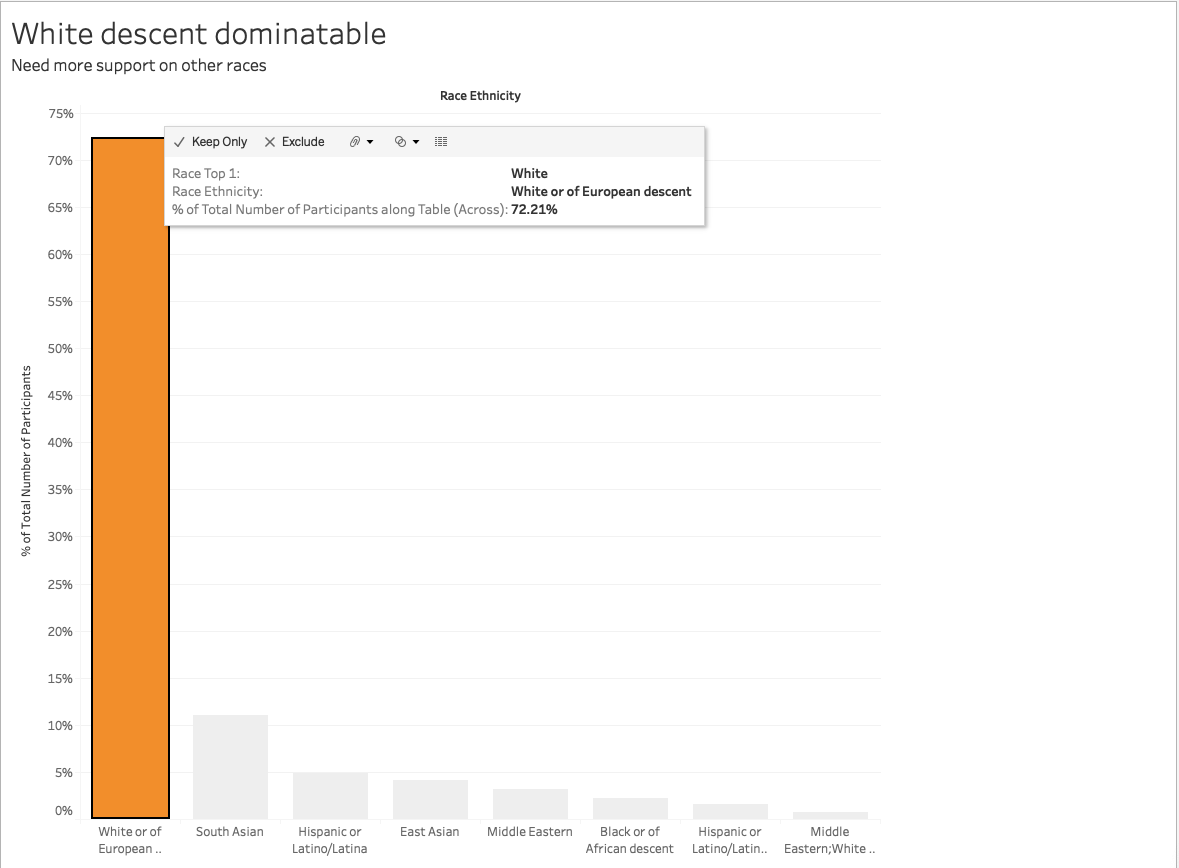 White descent dominatable
Need more support on other races
Race Ethnicity
75%
Keep Only Exclude
70%
Race Top 1: White
Race Ethnicity: White or of European descent
65%
% of Total Number of Participants along Table (Across): 72.21%
60%
55%
50%
45%
40%
35%
30%
25%
20%
15%
10%
5%
0%
% of Total Number of Participants
White or of
European ..
South Asian
Hispanic or
Latino/Latina
East Asian
Middle Eastern
Black or of
African descent
Hispanic or
Latino/Latin..
Middle
Eastern;White ..